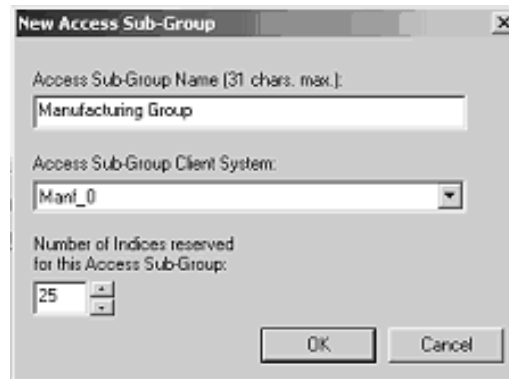 New Access Sub-Group
Access Sub-Group Name (31 chars. max.):
Manufacturing Group
Access Sub-Group Client System:
Manf_0
Number of Indices reserved
for this Access Sub-Group:
25
OK Cancel